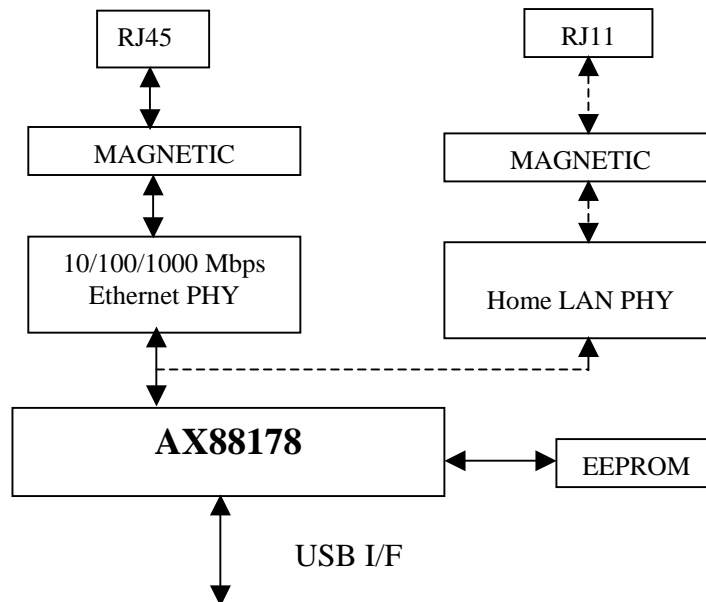 RJ45
RJ11
MAGNETIC
MAGNETIC
10/100/1000 Mbps
Ethernet PHY
Home LAN PHY
AX88178
EEPROM
USB I/F